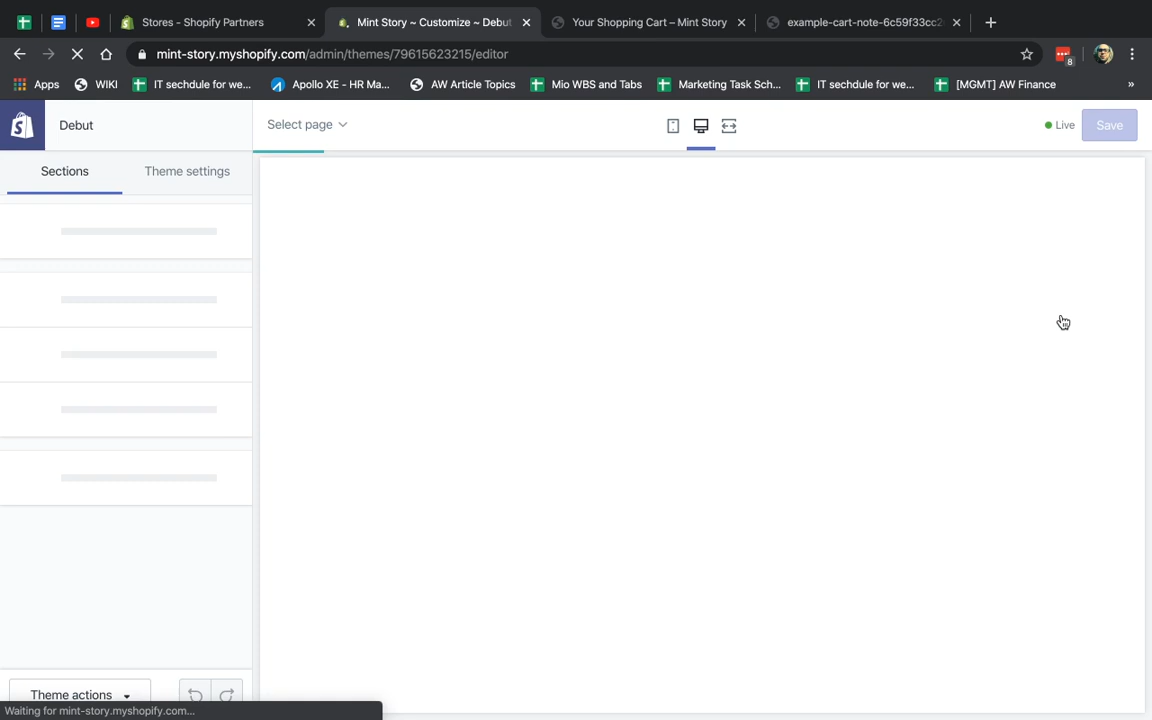 Stores - Shopify Partners
Mint Story ~ Customize ~ Debut
Your Shopping Cart – Mint Story
example-cart-note-6c59f33cc2
mint-story.myshopify.com/admin/themes/79615623215/editor
8
Apps
WIKI
IT sechdule for we...
Apollo XE - HR Ma...
AW Article Topics
Mio WBS and Tabs
Marketing Task Sch...
IT sechdule for we...
[MGMT] AW Finance
»
Debut
Select page
Live
Save
Sections
Theme settings
Theme actions
Waiting for mint-story.myshopify.com...